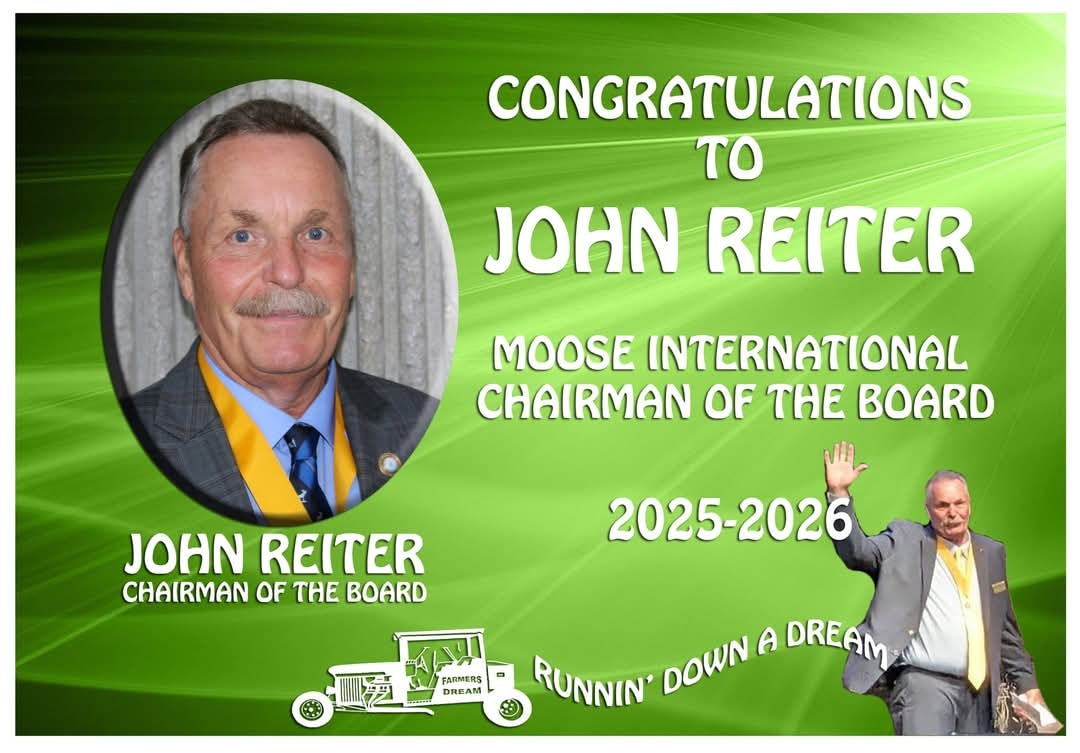 CONGRATULATIONS
TO
JOHN REITER
MOOSE INTERNATIONAL
CHAIRMAN OF THE BOARD
2025-2026
JOHN REITER
CHAIRMAN OF THE BOARD
FARMERS
DREAM
RUNNIN' DOWN A DREAM